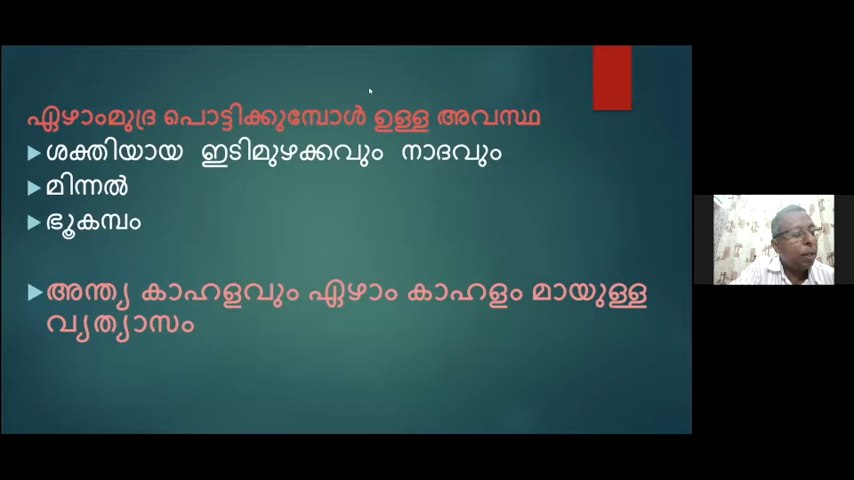 ഏഴാംമുദ്ര പൊട്ടിക്കുമ്പോൾ ഉള്ള അവസ്ഥ
ശക്തിയായ ഇടിമുഴക്കവും നാദവും
മിന്നൽ
ഭൂകമ്പം
അന്ത്യ കാഹളവും ഏഴാം കാഹളം മായുള്ള
വ്യത്യാസം